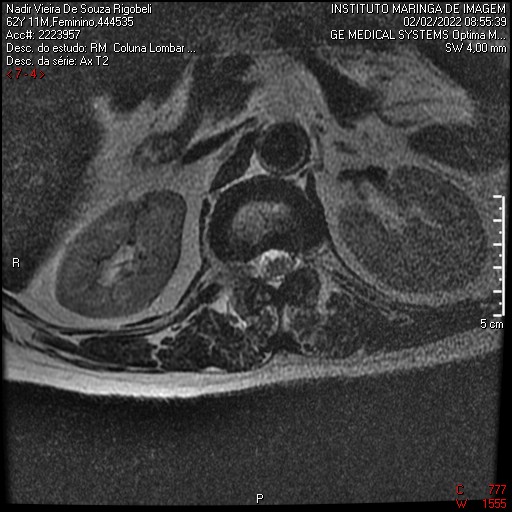 Nadir Vieira De Souza Rigobeli
62Y 11M,Feminino,444535
Acc#: 2223957
Desc. do estudo: RM Coluna Lombar ...
Desc. da série: Ax T2
< 7 - 4 >
INSTITUTO MARINGA DE IMAGEM
02/02/2022 08:55:39
GE MEDICAL SYSTEMS Optima M...
SW 4,00 mm
R
5 cm
P
C 777
W 1555